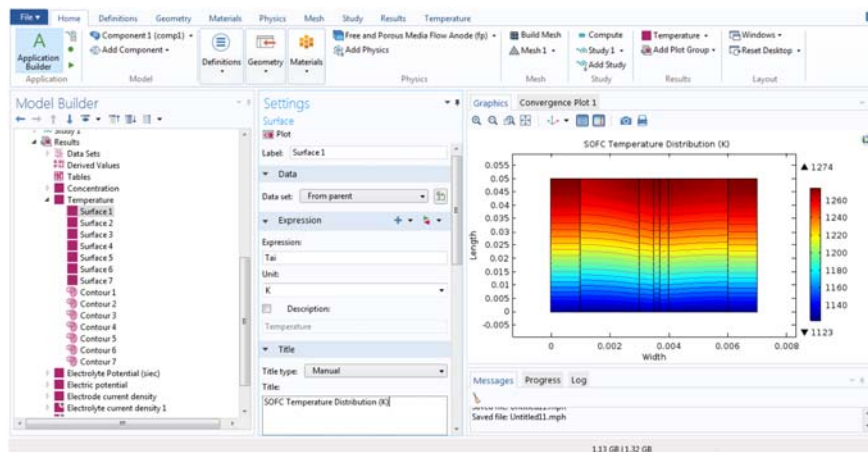 File Home Definitions Geometry Materials Physics Mesh Study Results Temperature
A
Application Builder
Application
Component 1 (comp1)
Add Component
Model
Definitions
Geometry
Materials
Free and Porous Media Flow Anode (fp)
Add Physics
Physics
Build Mesh
Mesh 1
Mesh
Compute
Study 1
Add Study
Study
Temperature
Add Plot Group
Results
Windows
Reset Desktop
Layout
Model Builder
Study 1
Results
Data Sets
Derived Values
Tables
Concentration
Temperature
Surface 1
Surface 2
Surface 3
Surface 4
Surface 5
Surface 6
Surface 7
Contour 1
Contour 2
Contour 3
Contour 4
Contour 5
Contour 6
Contour 7
Electrolyte Potential (siec)
Electric potential
Electrode current density
Electrolyte current density 1
Settings
Surface
Plot
Label: Surface 1
Data
Data set: From parent
Expression
Expression:
Tai
Unit:
K
Description:
Temperature
Title
Title type: Manual
Title:
SOFC Temperature Distribution (K)
Graphics Convergence Plot 1
SOFC Temperature Distribution (K)
0.055
0.05
0.045
0.04
0.035
0.03
0.025
0.02
0.015
0.01
0.005
0
-0.005
Length
0 0.002 0.004 0.006 0.008
Width
▲ 1274
1260
1240
1220
1200
1180
1160
1140
▼ 1123
Messages Progress Log
Saved file: Untitled11.mph
Saved file: Untitled11.mph
1.13 GB | 1.32 GB